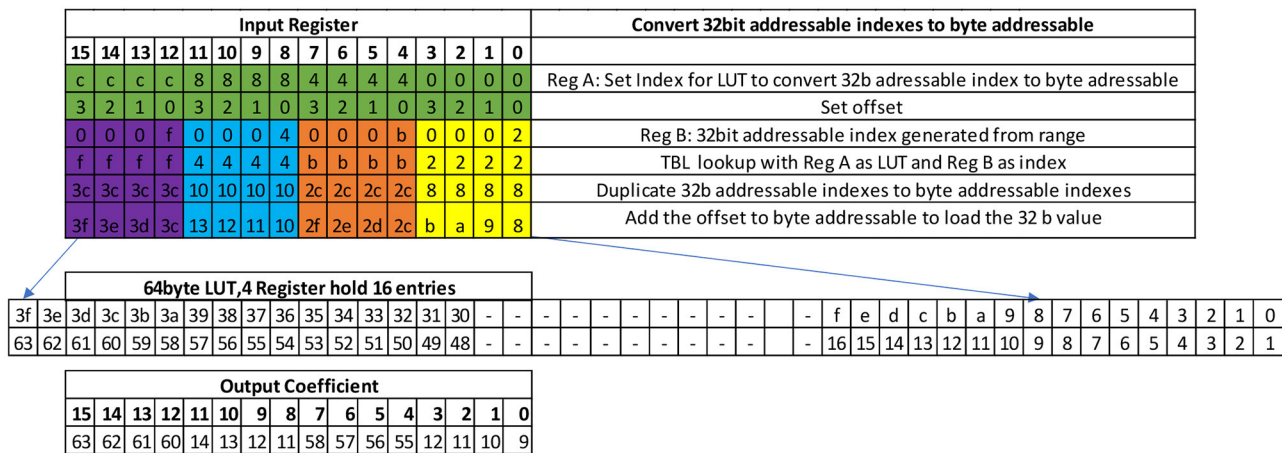 Input Register Convert 32bit addressable indexes to byte addressable
15 14 13 12 11 10 9 8 7 6 5 4 3 2 1 0
c c c c 8 8 8 8 4 4 4 4 0 0 0 0 Reg A: Set Index for LUT to convert 32b adressable index to byte adressable
3 2 1 0 3 2 1 0 3 2 1 0 3 2 1 0 Set offset
0 0 0 f 0 0 0 4 0 0 0 b 0 0 0 2 Reg B: 32bit addressable index generated from range
f f f f 4 4 4 4 b b b b 2 2 2 2 TBL lookup with Reg A as LUT and Reg B as index
3c 3c 3c 3c 10 10 10 10 2c 2c 2c 2c 8 8 8 8 Duplicate 32b addressable indexes to byte addressable indexes
3f 3e 3d 3c 13 12 11 10 2f 2e 2d 2c b a 9 8 Add the offset to byte addressable to load the 32 b value
64byte LUT,4 Register hold 16 entries
3f 3e 3d 3c 3b 3a 39 38 37 36 35 34 33 32 31 30 - - - - - - - - - - - f e d c b a 9 8 7 6 5 4 3 2 1 0
63 62 61 60 59 58 57 56 55 54 53 52 51 50 49 48 - - - - - - - - - - - 16 15 14 13 12 11 10 9 8 7 6 5 4 3 2 1
Output Coefficient
15 14 13 12 11 10 9 8 7 6 5 4 3 2 1 0
63 62 61 60 14 13 12 11 58 57 56 55 12 11 10 9